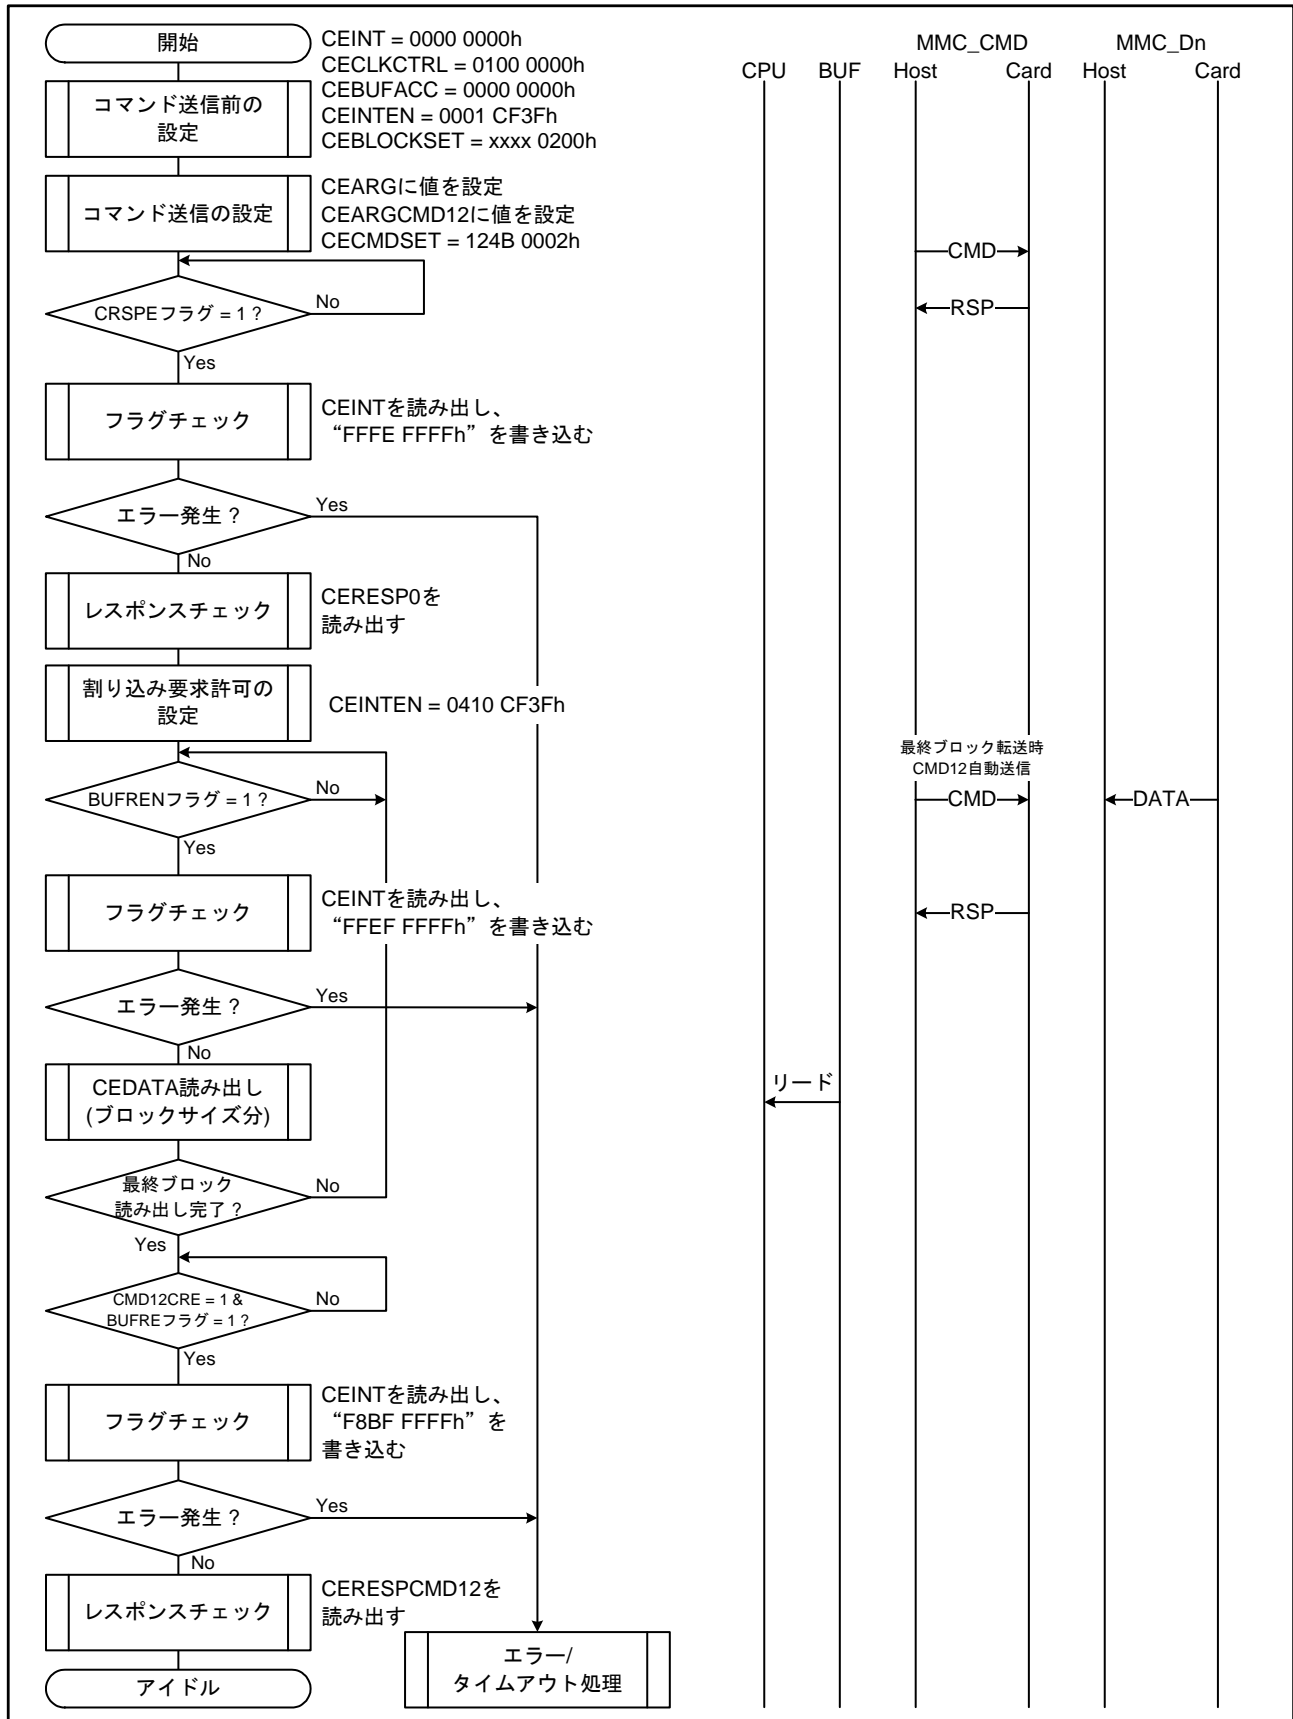 開始
CEINT = 0000 0000h
CECLKCTRL = 0100 0000h
CEBUFACC = 0000 0000h
CEINTEN = 0001 CF3Fh
CEBLOCKSET = xxxx 0200h
コマンド送信前の
設定
コマンド送信の設定
CEARGに値を設定
CEARGCMD12に値を設定
CECMDSET = 124B 0002h
CRSPEフラグ = 1 ?
No
Yes
フラグチェック
CEINTを読み出し、
“FFFE FFFFh”を書き込む
エラー発生 ?
Yes
No
レスポンスチェック
CERESP0を
読み出す
割り込み要求許可の
設定
CEINTEN = 0410 CF3Fh
BUFRENフラグ = 1 ?
No
Yes
フラグチェック
CEINTを読み出し、
“FFEF FFFFh”を書き込む
エラー発生 ?
Yes
No
CEDATA読み出し
(ブロックサイズ分)
最終ブロック
読み出し完了 ?
No
Yes
CMD12CRE = 1 &
BUFREフラグ = 1 ?
No
Yes
フラグチェック
CEINTを読み出し、
“F8BF FFFFh”を
書き込む
エラー発生 ?
Yes
No
レスポンスチェック
CERESPCMD12を
読み出す
アイドル
エラー/
タイムアウト処理
MMC_CMD
MMC_Dn
CPU
BUF
Host
Card
Host
Card
CMD
RSP
最終ブロック転送時
CMD12自動送信
CMD
DATA
RSP
リード